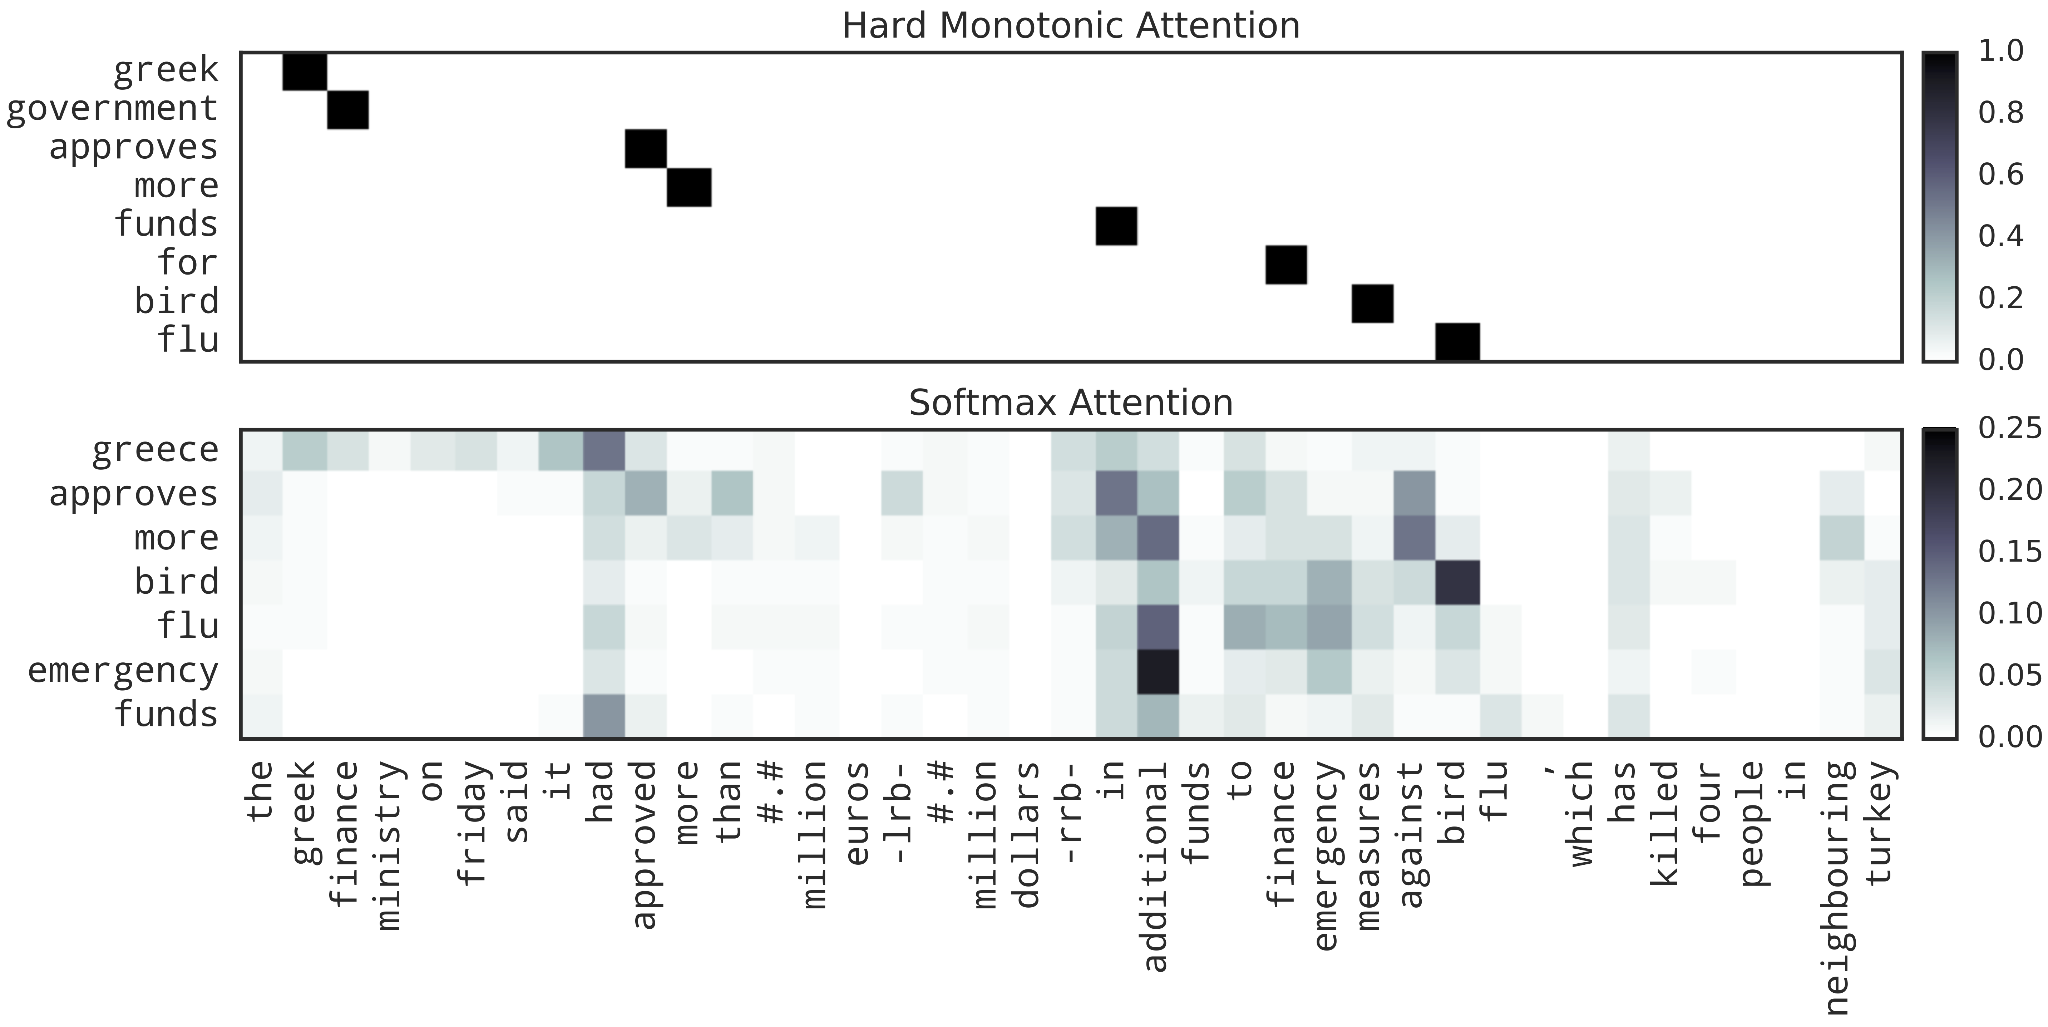 Hard Monotonic Attention
greek
government
approves
more
funds
for
bird
flu
1.0
0.8
0.6
0.4
0.2
0.0
Softmax Attention
greece
approves
more
bird
flu
emergency
funds
0.25
0.20
0.15
0.10
0.05
0.00
the
greek
finance
ministry
on
friday
said
it
had
approved
more
than
#.#
million
euros
-lrb-
#.#
million
dollars
-rrb-
in
additional
funds
to
finance
emergency
measures
against
bird
flu
,
which
has
killed
four
people
in
neighbouring
turkey